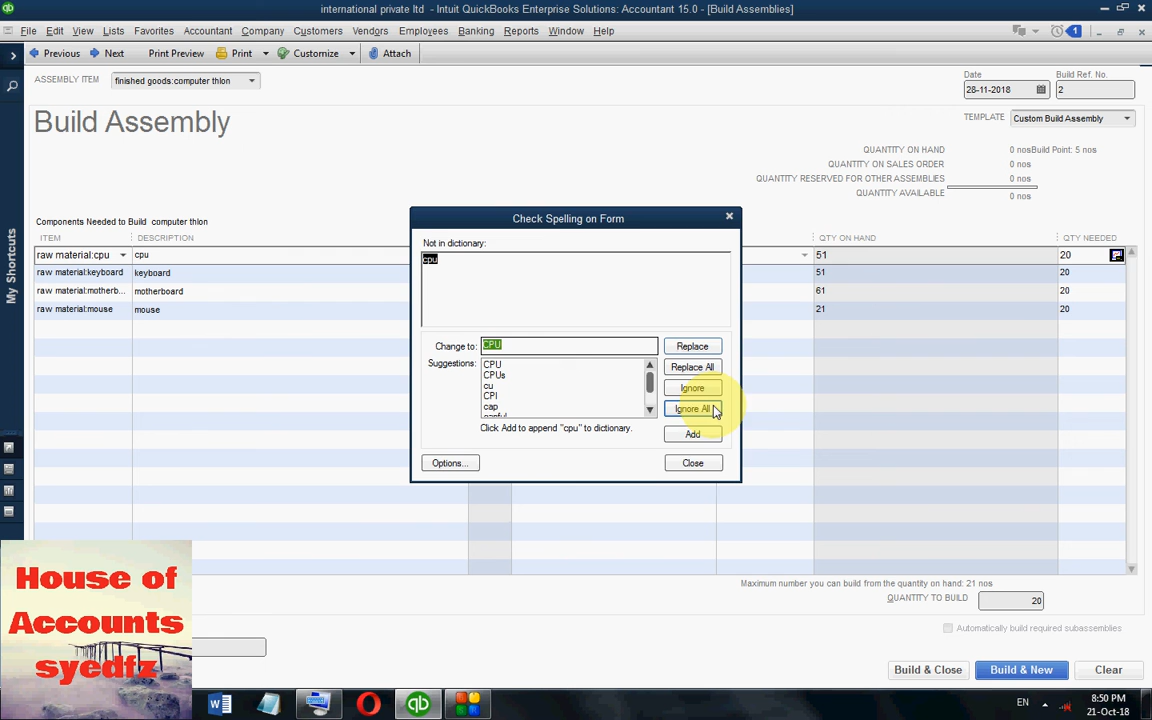 international private ltd - Intuit QuickBooks Enterprise Solutions: Accountant 15.0 - [Build Assemblies]
File Edit View Lists Favorites Accountant Company Customers Vendors Employees Banking Reports Window Help
1
Previous Next Print Preview Print Customize Attach
ASSEMBLY ITEM finished goods:computer thlon
Date
28-11-2018
Build Ref. No.
2
Build Assembly
TEMPLATE Custom Build Assembly
QUANTITY ON HAND 0 nosBuild Point: 5 nos
QUANTITY ON SALES ORDER 0 nos
QUANTITY RESERVED FOR OTHER ASSEMBLIES 0 nos
QUANTITY AVAILABLE 0 nos
My Shortcuts
Components Needed to Build computer thlon
ITEM DESCRIPTION QTY ON HAND QTY NEEDED
raw material:cpu cpu 51 20
raw material:keyboard keyboard 51 20
raw material:motherb... motherboard 61 20
raw material:mouse mouse 21 20
Check Spelling on Form
Not in dictionary:
cpu
Change to: CPU Replace
Suggestions: Replace All
CPU
CPUs
cu Ignore
CPI
cap Ignore All
Click Add to append "cpu" to dictionary. Add
Options... Close
Maximum number you can build from the quantity on hand: 21 nos
QUANTITY TO BUILD 20
Automatically build required subassemblies
Build & Close Build & New Clear
House of
Accounts
syedfz
EN
8:50 PM
21-Oct-18